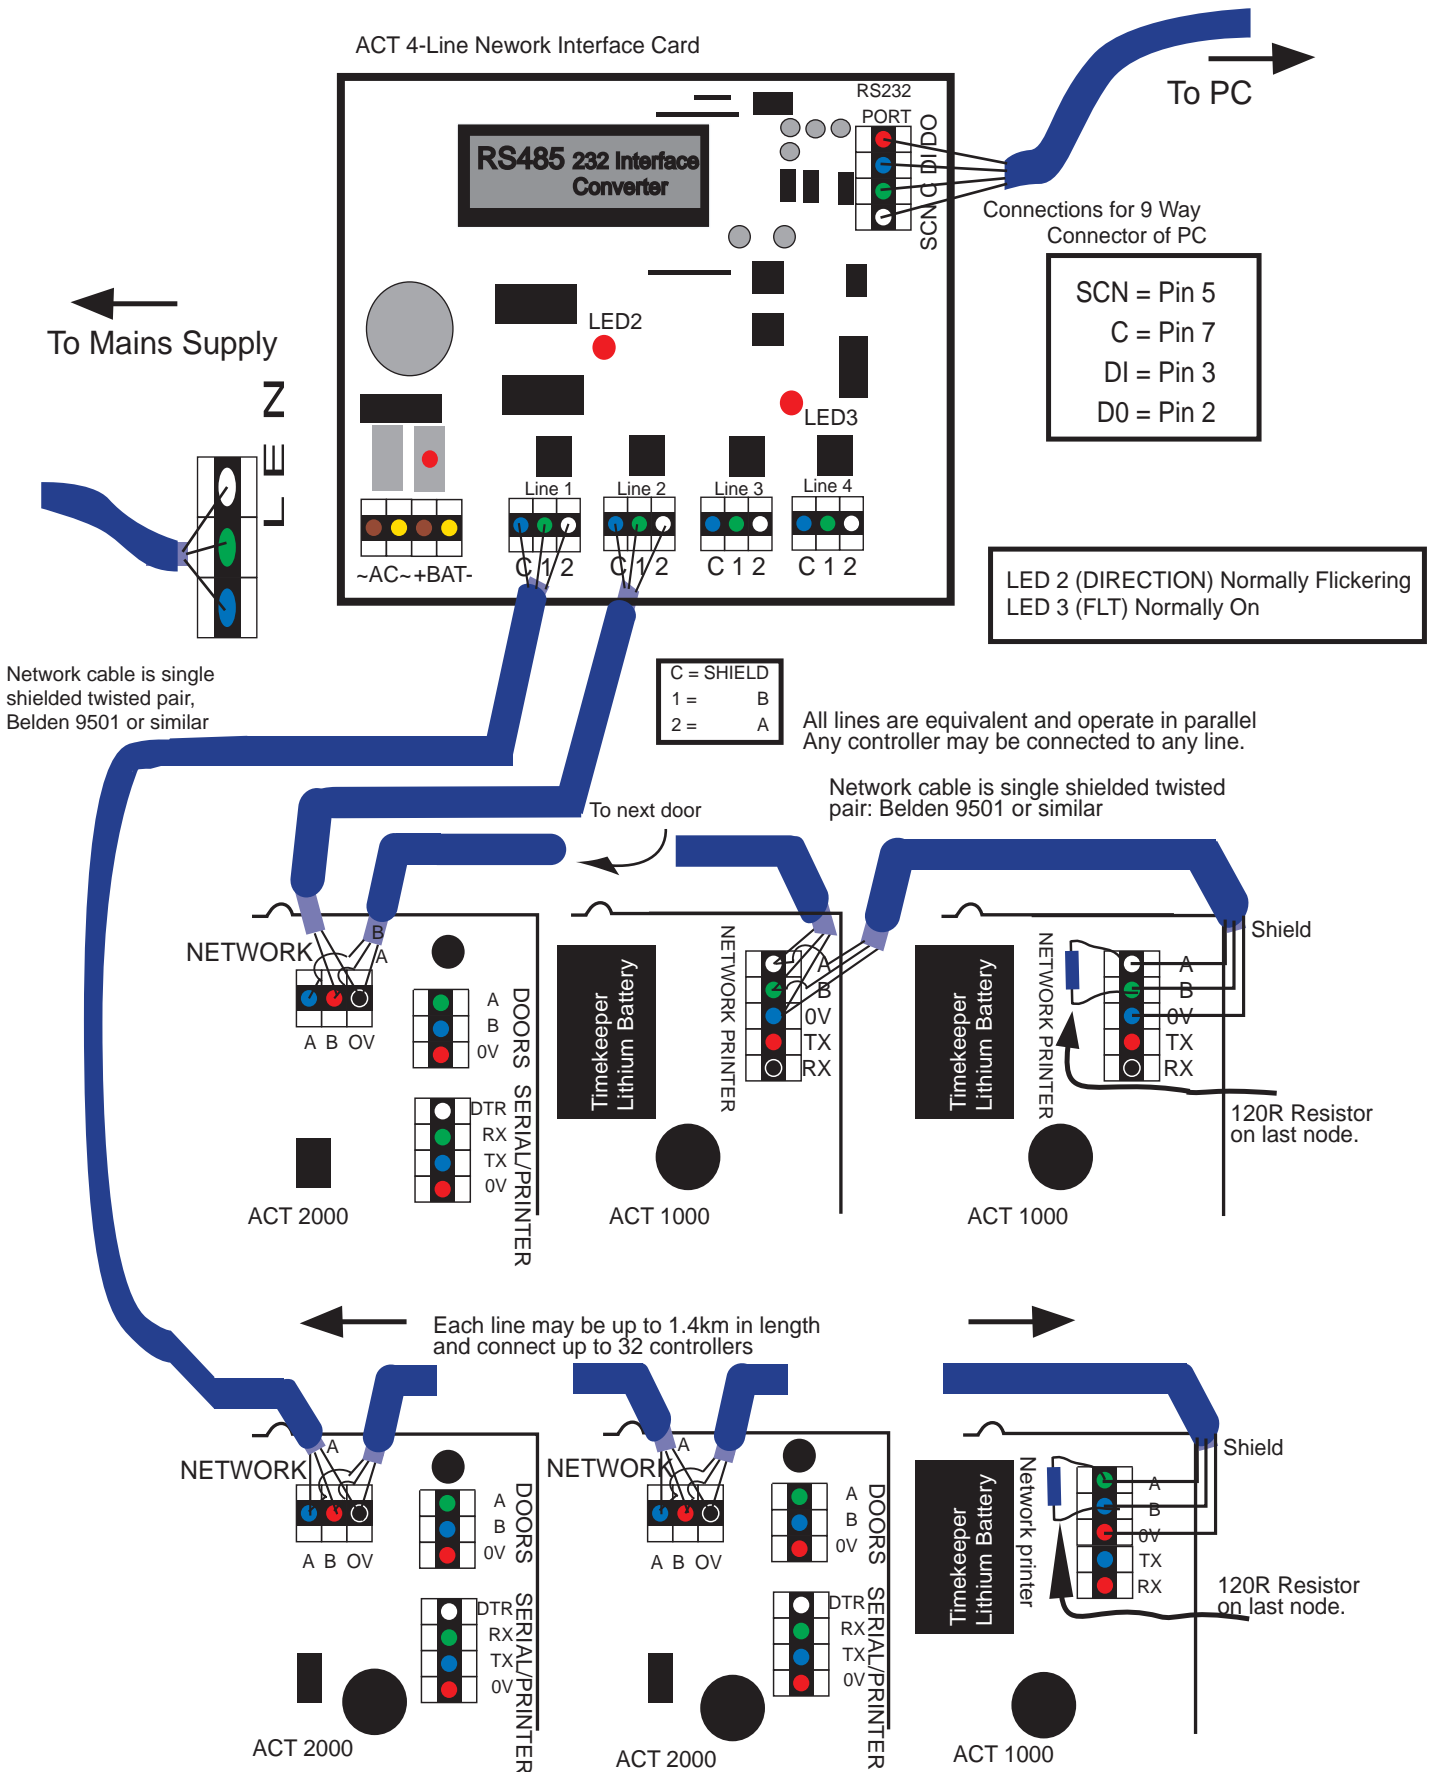 ACT 4-Line Nework Interface Card
To PC
RS232
PORT
SCN C DI DO
RS485 232 Interface
Converter
Connections for 9 Way
Connector of PC
SCN = Pin 5
C = Pin 7
DI = Pin 3
D0 = Pin 2
To Mains Supply
L E N
LED2
LED3
Line 1
Line 2
Line 3
Line 4
~AC~+BAT-
C 1 2
C 1 2
C 1 2
C 1 2
LED 2 (DIRECTION) Normally Flickering
LED 3 (FLT) Normally On
Network cable is single
shielded twisted pair,
Belden 9501 or similar
C = SHIELD
1 = B
2 = A
All lines are equivalent and operate in parallel
Any controller may be connected to any line.
Network cable is single shielded twisted
pair: Belden 9501 or similar
To next door
NETWORK
B
A
A B OV
A
B
0V
DOORS
DTR
RX
TX
0V
SERIAL/PRINTER
ACT 2000
Timekeeper
Lithium Battery
NETWORK PRINTER
A
B
0V
TX
RX
ACT 1000
Timekeeper
Lithium Battery
NETWORK PRINTER
A
B
0V
TX
RX
Shield
120R Resistor
on last node.
ACT 1000
Each line may be up to 1.4km in length
and connect up to 32 controllers
NETWORK
A
A B OV
A
B
0V
DOORS
DTR
RX
TX
0V
SERIAL/PRINTER
ACT 2000
NETWORK
A
A B OV
A
B
0V
DOORS
DTR
RX
TX
0V
SERIAL/PRINTER
ACT 2000
Timekeeper
Lithium Battery
Network printer
A
B
0V
TX
RX
Shield
120R Resistor
on last node.
ACT 1000